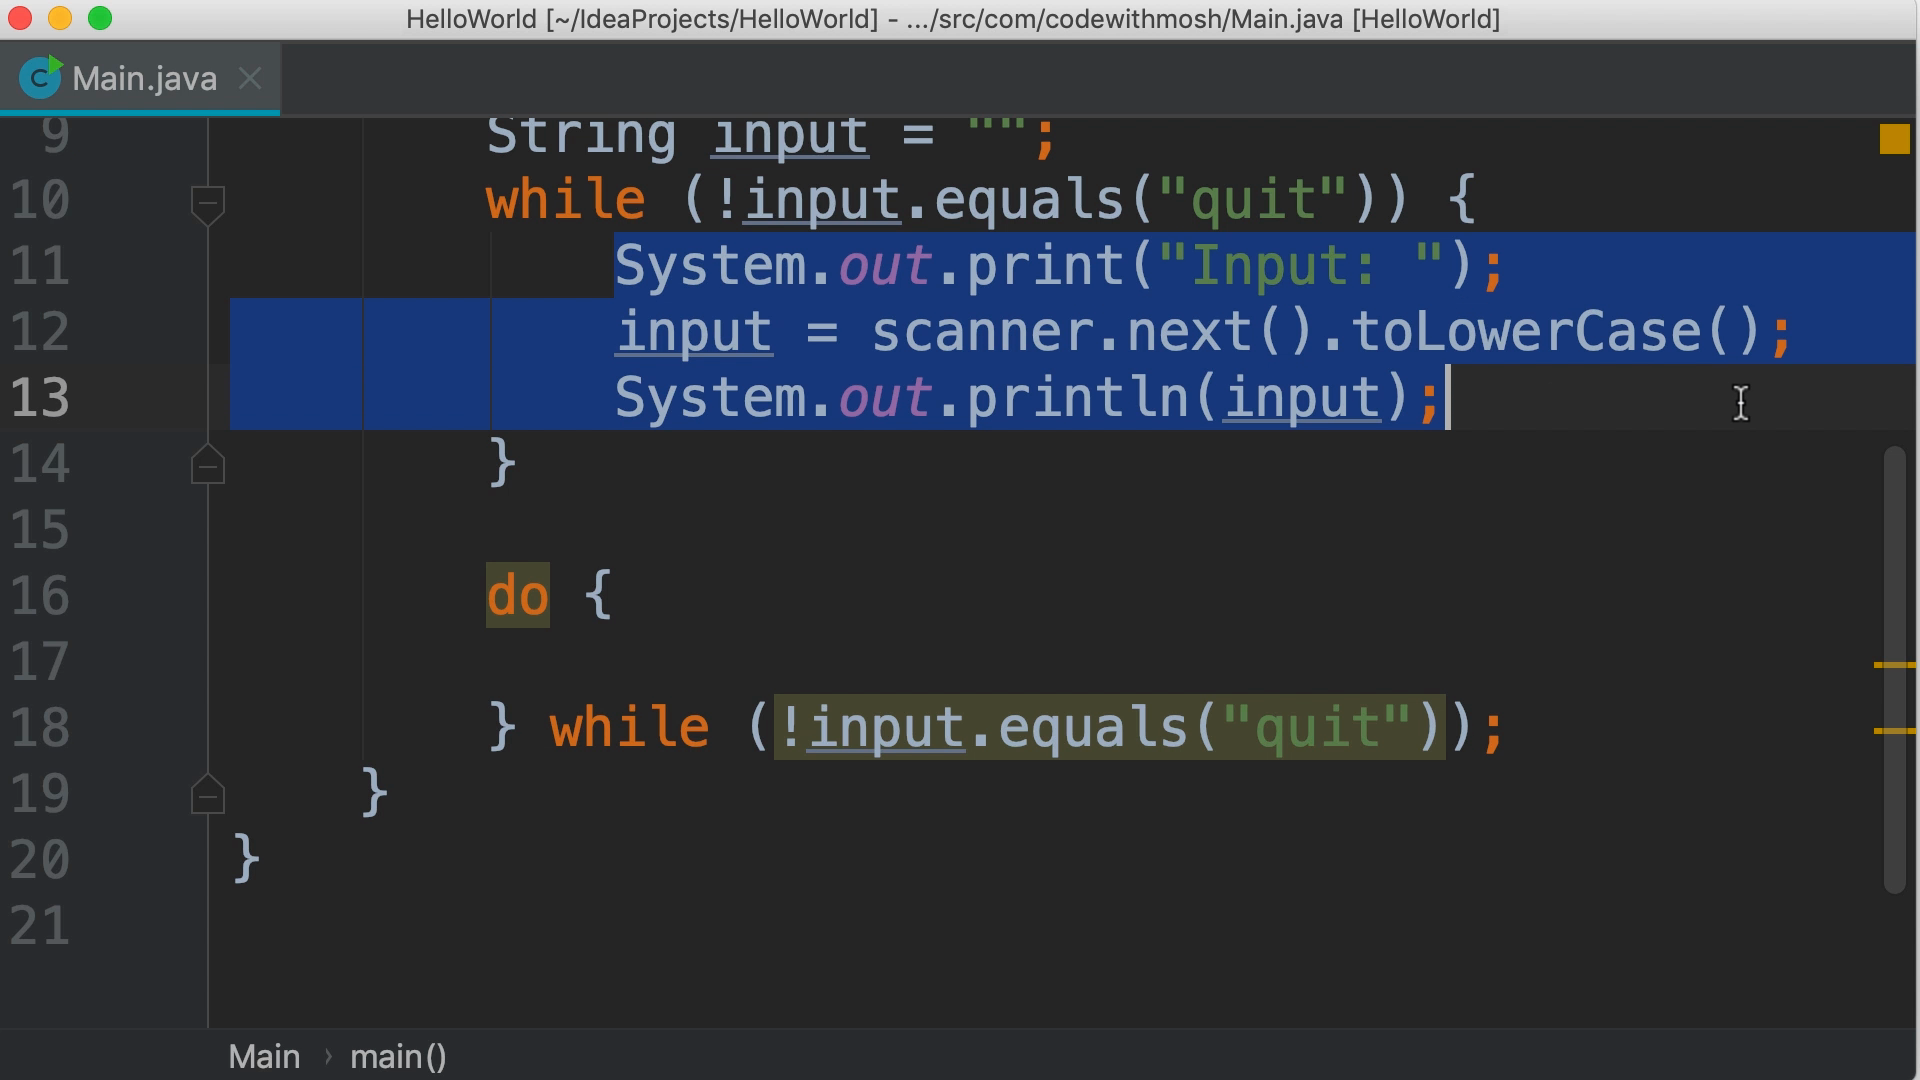 HelloWorld [~/IdeaProjects/HelloWorld] - .../src/com/codewithmosh/Main.java [HelloWorld]
C Main.java
9 String input = "";
10 while (!input.equals("quit")) {
11 System.out.print("Input: ");
12 input = scanner.next().toLowerCase();
13 System.out.println(input);
14 }
15
16 do {
17
18 } while (!input.equals("quit"));
19 }
20 }
21
Main › main()